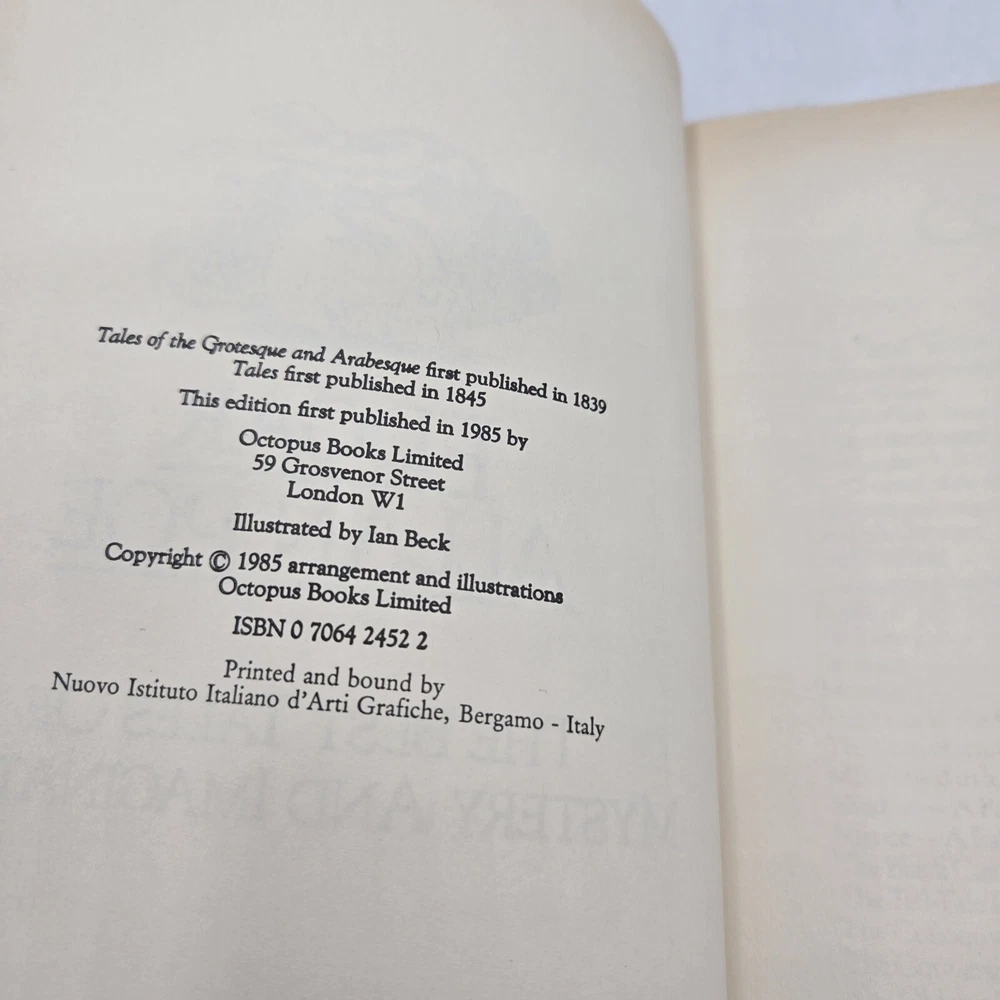 Tales of the Grotesque and Arabesque first published in 1839
Tales first published in 1845
This edition first published in 1985 by
Octopus Books Limited
59 Grosvenor Street
London W1
Illustrated by Ian Beck
Copyright © 1985 arrangement and illustrations
Octopus Books Limited
ISBN 0 7064 2452 2
Printed and bound by
Nuovo Istituto Italiano d'Arti Grafiche, Bergamo - Italy